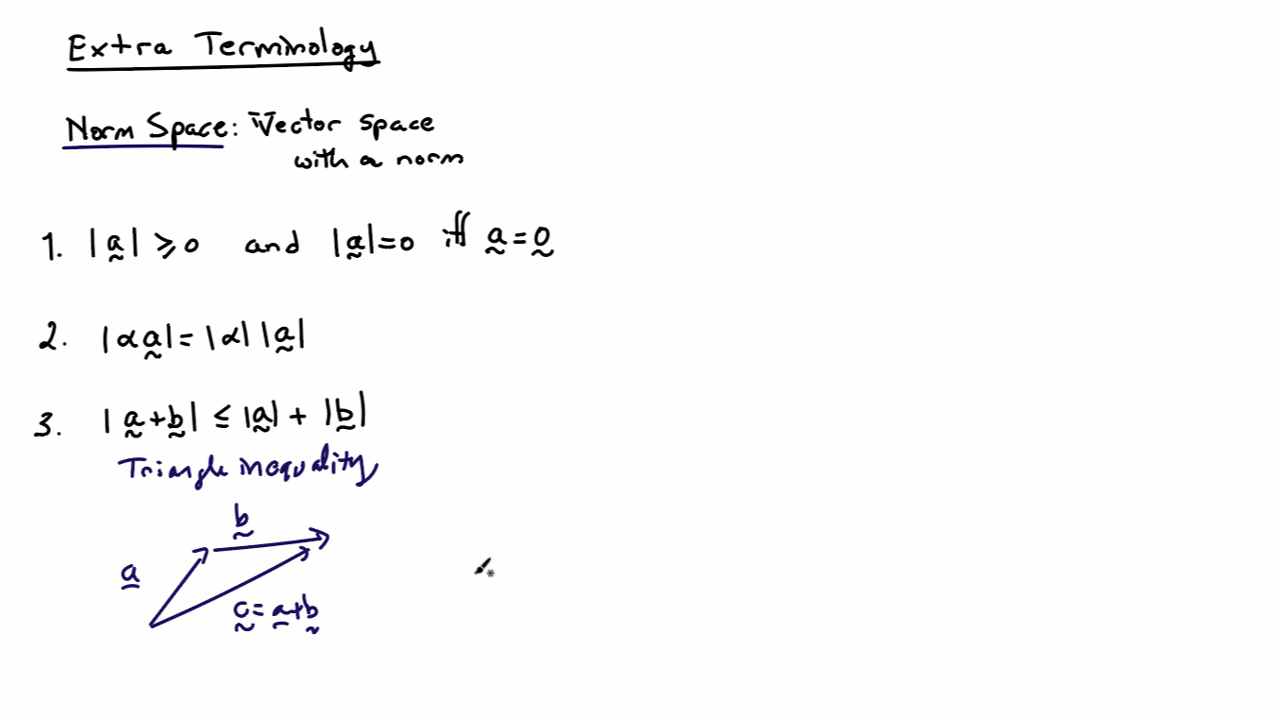 Extra Terminology
Norm Space: Vector space
with a norm
1. |a| ⩾ 0 and |a|=0 iff a = 0
2. |αa| = |α| |a|
3. |a+b| ≤ |a| + |b|
Triangle inequality
b
a
c = a+b